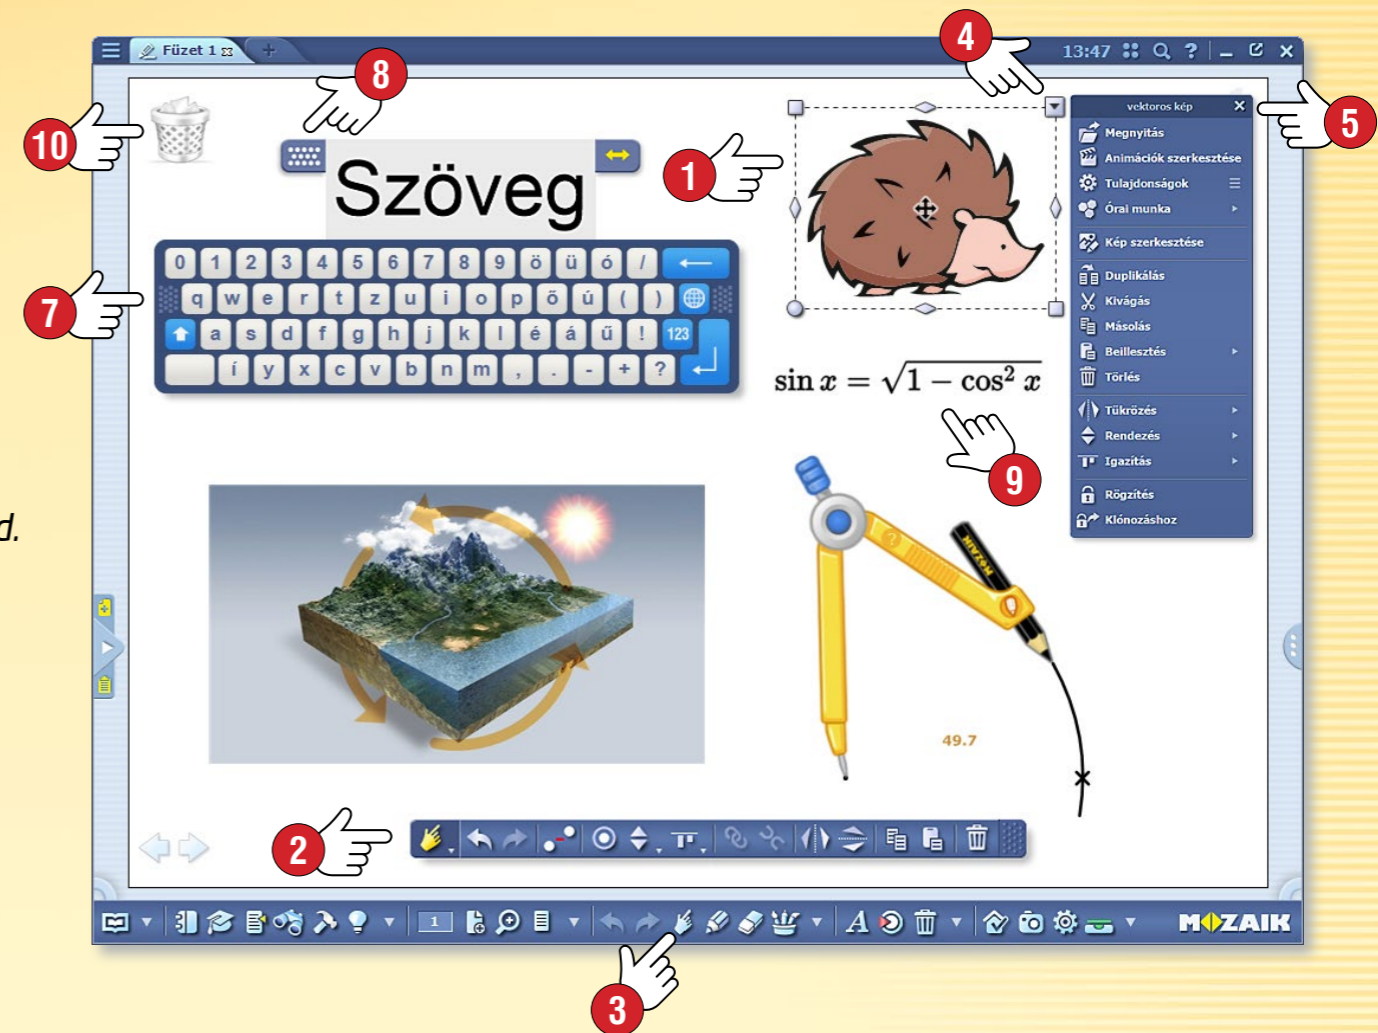 Füzet 1
13:47
4
8
10
1
5
7
9
2
3
Szöveg
0 1 2 3 4 5 6 7 8 9 ö ü ó /
q w e r t z u i o p ő ú ( )
a s d f g h j k l é á ű ! 123
í y x c v b n m , . - + ?
vektoros kép
Megnyitás
Animációk szerkesztése
Tulajdonságok
Órai munka
Kép szerkesztése
Duplikálás
Kivágás
Másolás
Beillesztés
Törlés
Tükrözés
Rendezés
Igazítás
Rögzítés
Klónozáshoz
sin x = √1 − cos² x
d.
MOZAIK
49.7
1
A
MOZAIK